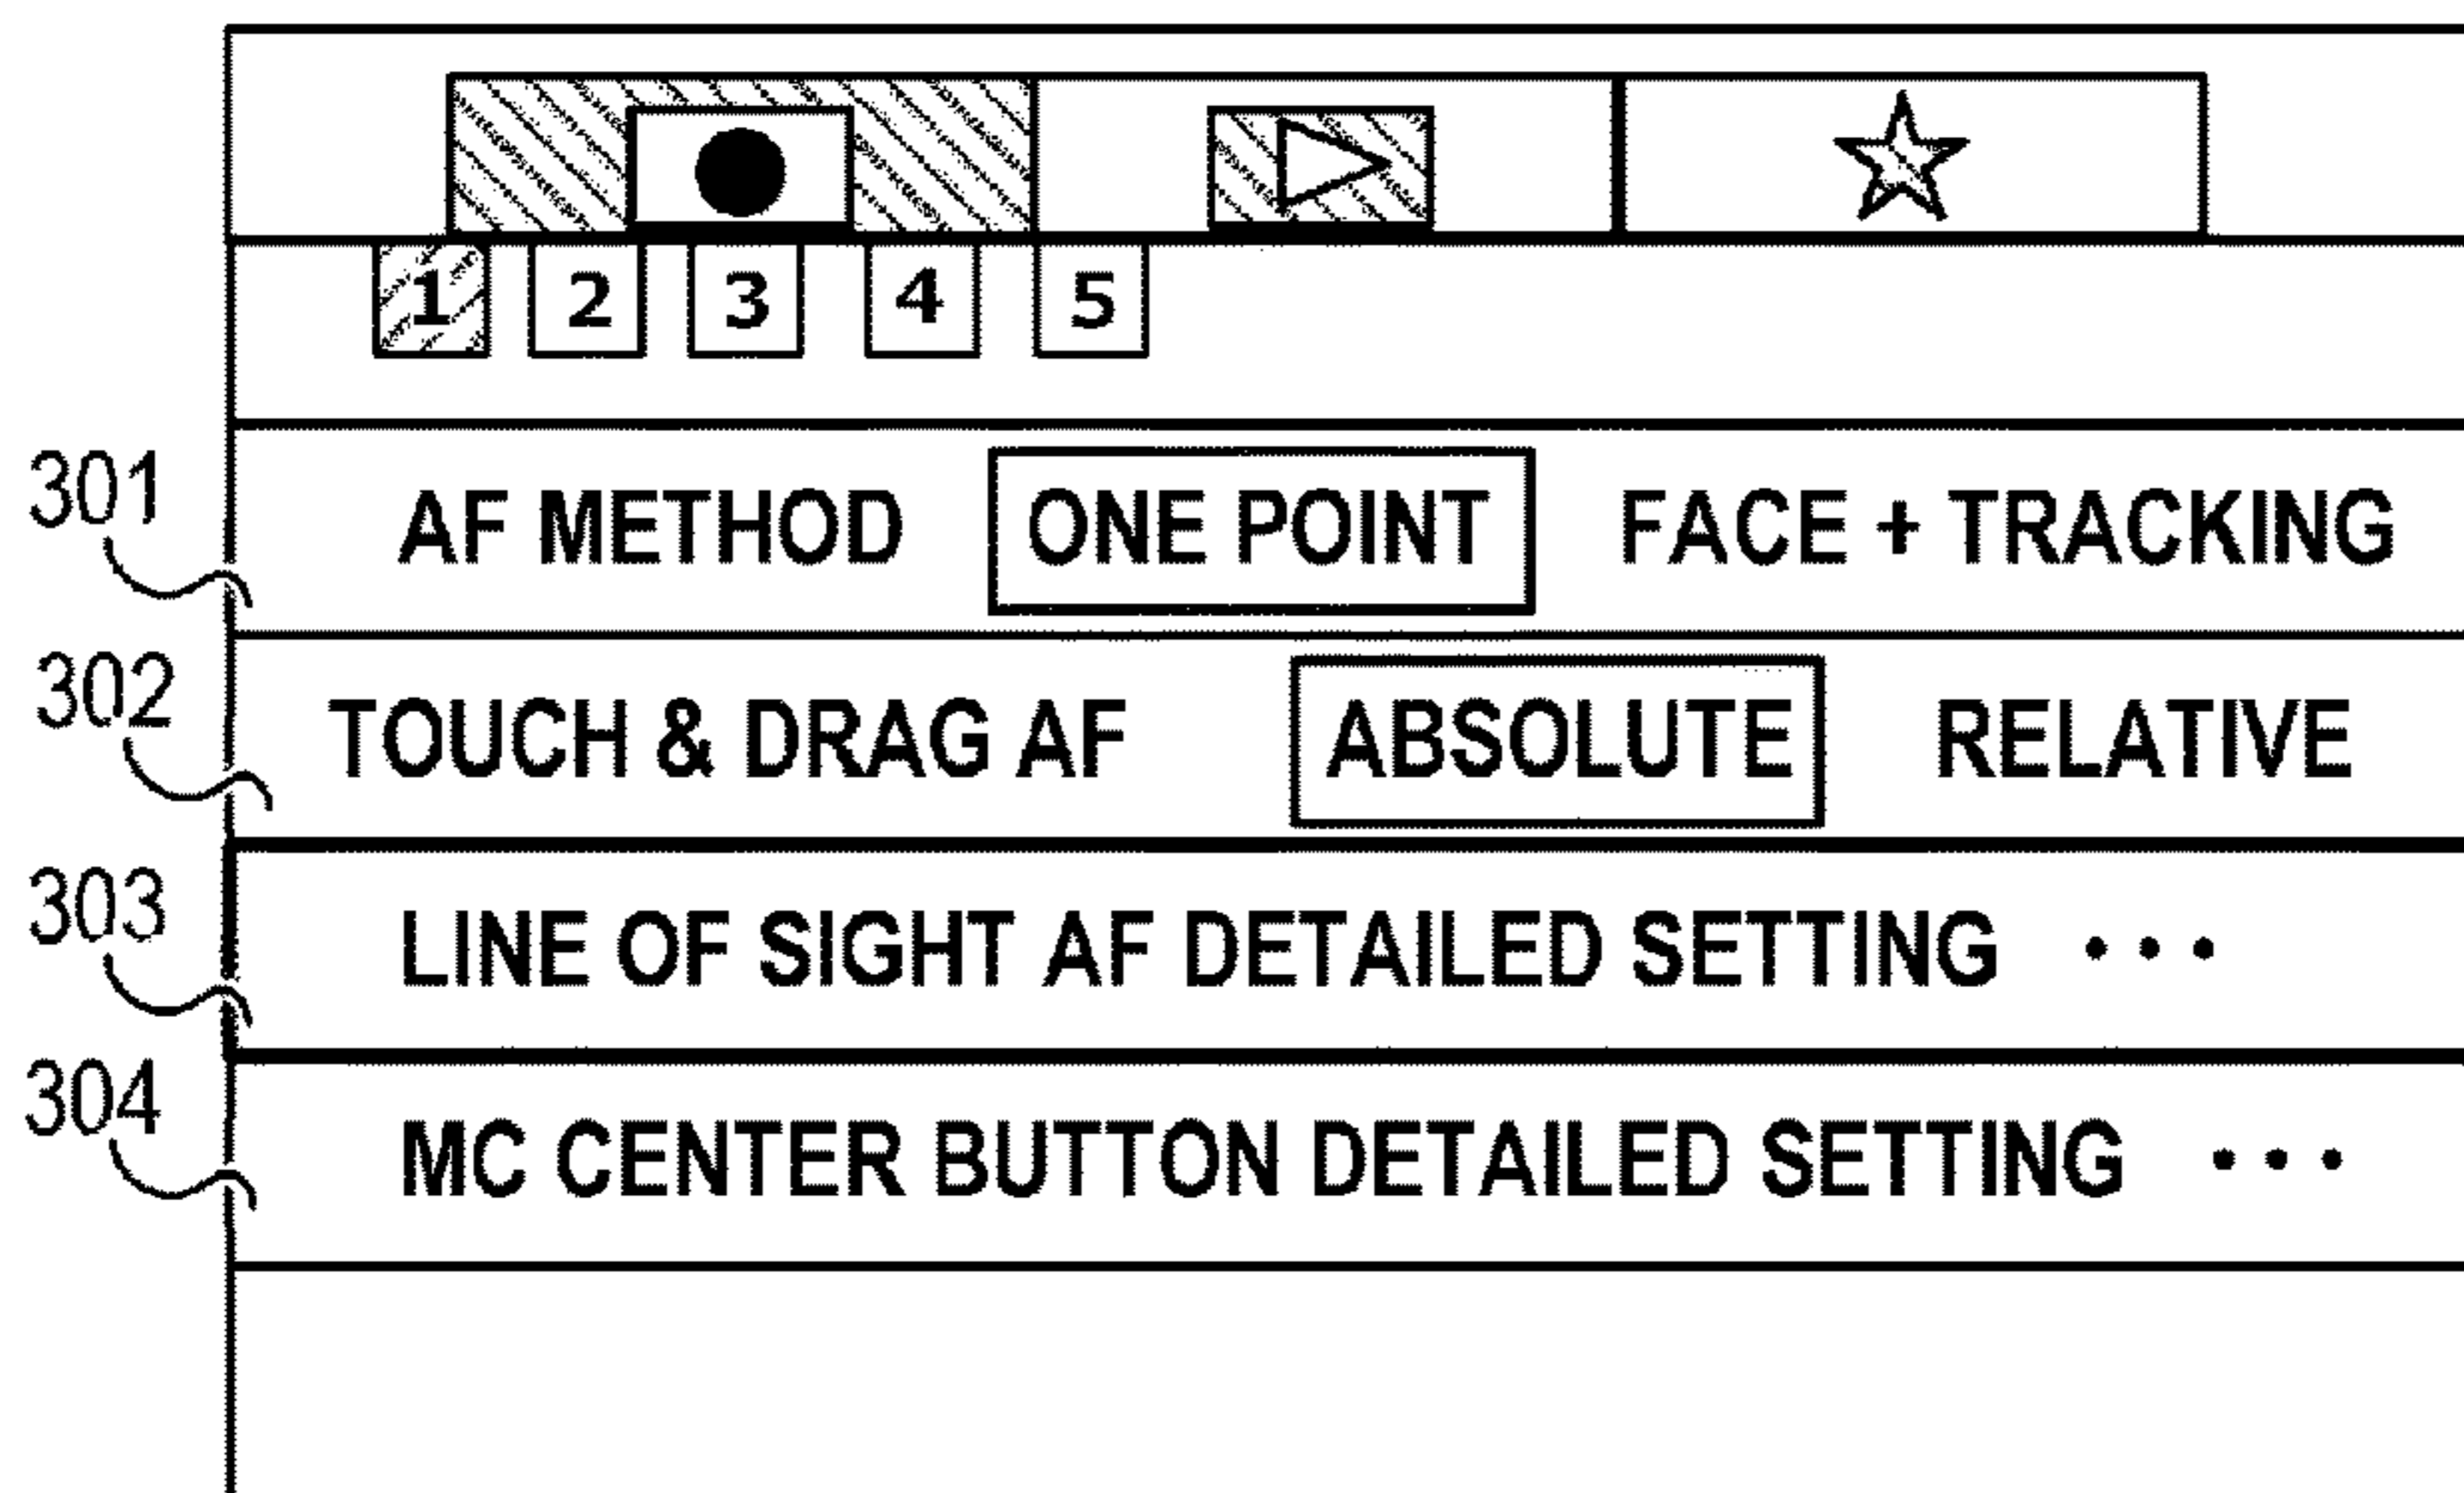 1 2 3 4 5
301 AF METHOD ONE POINT FACE + TRACKING
302 TOUCH & DRAG AF ABSOLUTE RELATIVE
303 LINE OF SIGHT AF DETAILED SETTING • • •
304 MC CENTER BUTTON DETAILED SETTING • • •